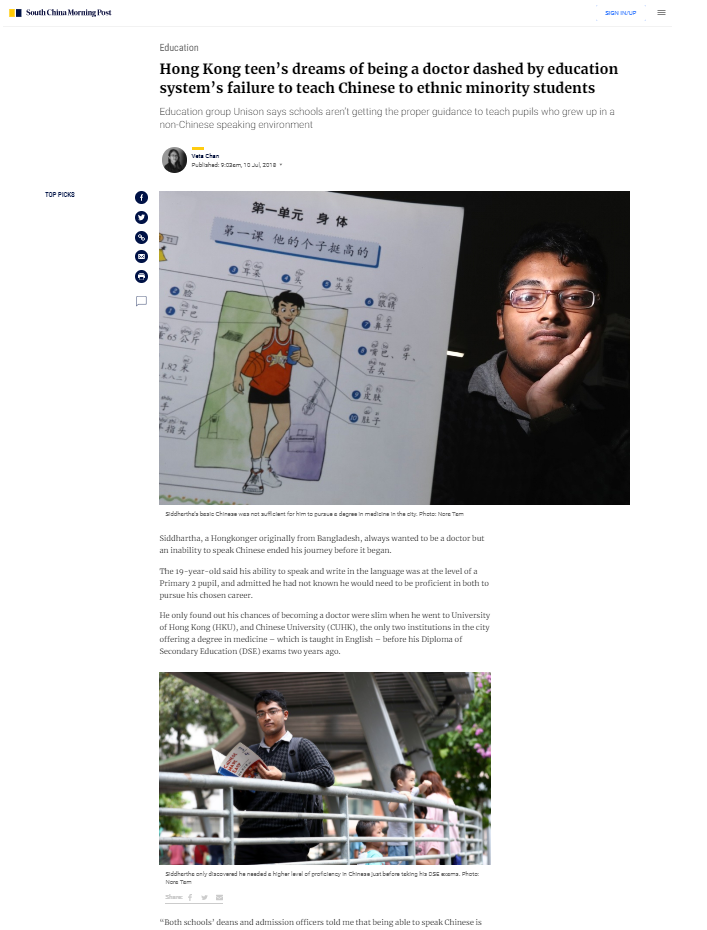 South China Morning Post
SIGN IN/UP
Education
Hong Kong teen's dreams of being a doctor dashed by education
system's failure to teach Chinese to ethnic minority students
Education group Unison says schools aren't getting the proper guidance to teach pupils who grew up in a
non-Chinese speaking environment
Veta Chan
Published: 9:03am, 10 Jul, 2018
TOP PICKS
第一单元 身体
第一课 他的个子挺高的
3 耳朵
4 头
5 头发
2 脸
6 眼睛
1 下巴
7 鼻子
重 65 公斤
8 嘴巴、牙、
舌头
1.82 米
9 皮肤
手
10 肚子
手指头
Siddhartha's basic Chinese was not sufficient for him to pursue a degree in medicine in the city. Photo: Nora Tam
Siddhartha, a Hongkonger originally from Bangladesh, always wanted to be a doctor but
an inability to speak Chinese ended his journey before it began.
The 19-year-old said his ability to speak and write in the language was at the level of a
Primary 2 pupil, and admitted he had not known he would need to be proficient in both to
pursue his chosen career.
He only found out his chances of becoming a doctor were slim when he went to University
of Hong Kong (HKU), and Chinese University (CUHK), the only two institutions in the city
offering a degree in medicine – which is taught in English – before his Diploma of
Secondary Education (DSE) exams two years ago.
Siddhartha only discovered he needed a higher level of proficiency in Chinese just before taking his DSE exams. Photo:
Nora Tam
Share:
"Both schools' deans and admission officers told me that being able to speak Chinese is